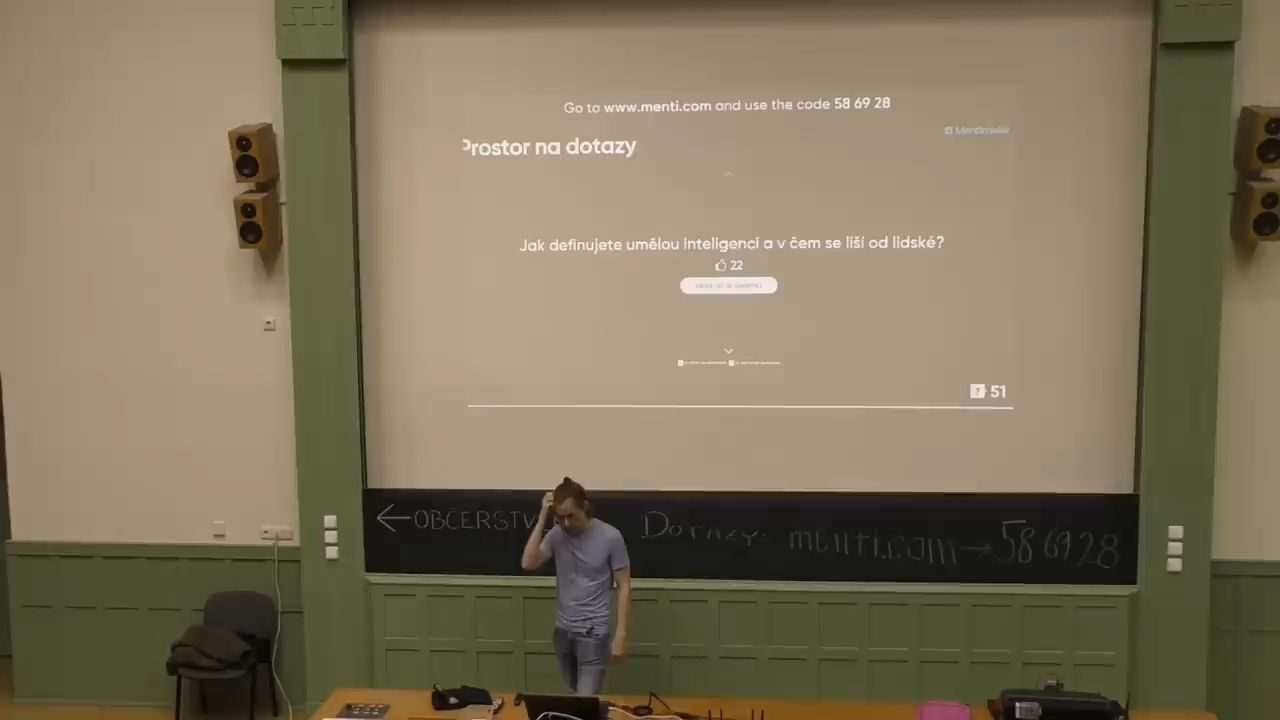 Go to www.menti.com and use the code 58 69 28
Mentimeter
Prostor na dotazy
Jak definujete umělou inteligenci a v čem se liší od lidské?
22
? 51
← OBČERSTV
Dotazy: menti.com → 58 69 28